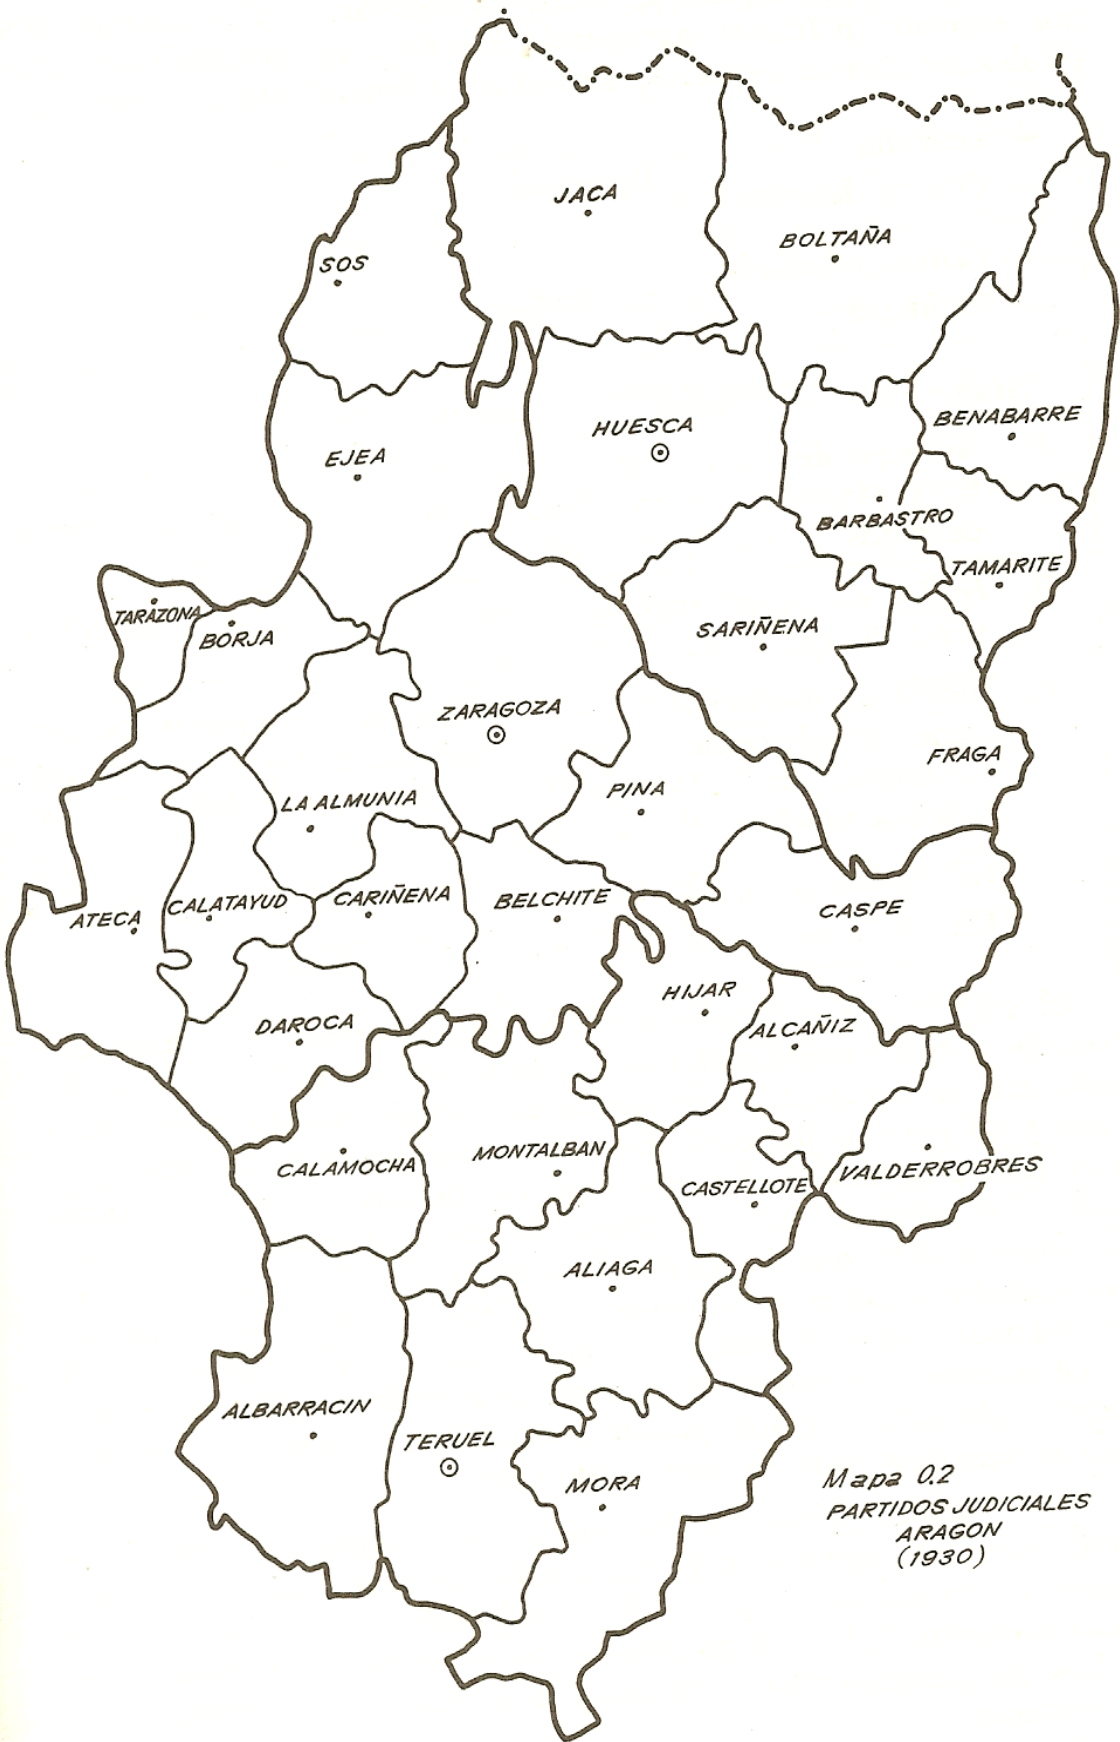 JACA
BOLTAÑA
SOS
BENABARRE
HUESCA
EJEA
BARBASTRO
TAMARITE
TARAZONA
BORJA
SARIÑENA
ZARAGOZA
FRAGA
PINA
LA ALMUNIA
ATECA
CALATAYUD
CARIÑENA
BELCHITE
CASPE
HIJAR
DAROCA
ALCAÑIZ
CALAMOCHA
MONTALBAN
CASTELLOTE
VALDERROBRES
ALIAGA
ALBARRACIN
TERUEL
MORA
Mapa 0.2
PARTIDOS JUDICIALES
ARAGON
(1930)